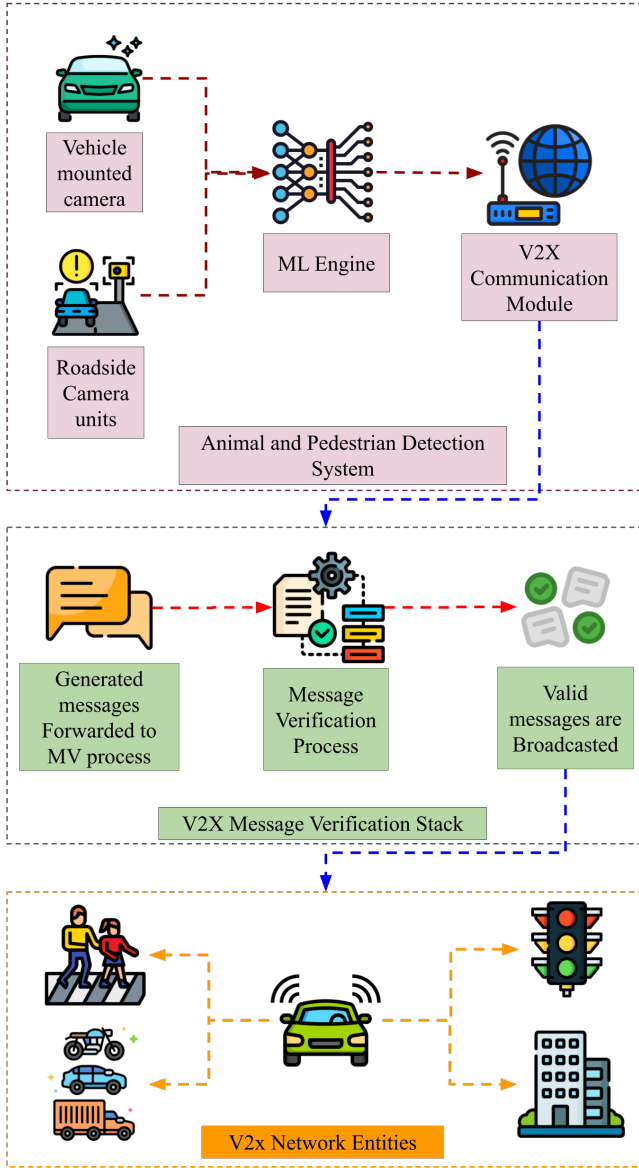 Vehicle
mounted
camera
ML Engine
V2X
Communication
Module
Roadside
Camera
units
Animal and Pedestrian Detection
System
Generated
messages
Forwarded to
MV process
Message
Verification
Process
Valid
messages are
Broadcasted
V2X Message Verification Stack
V2x Network Entities